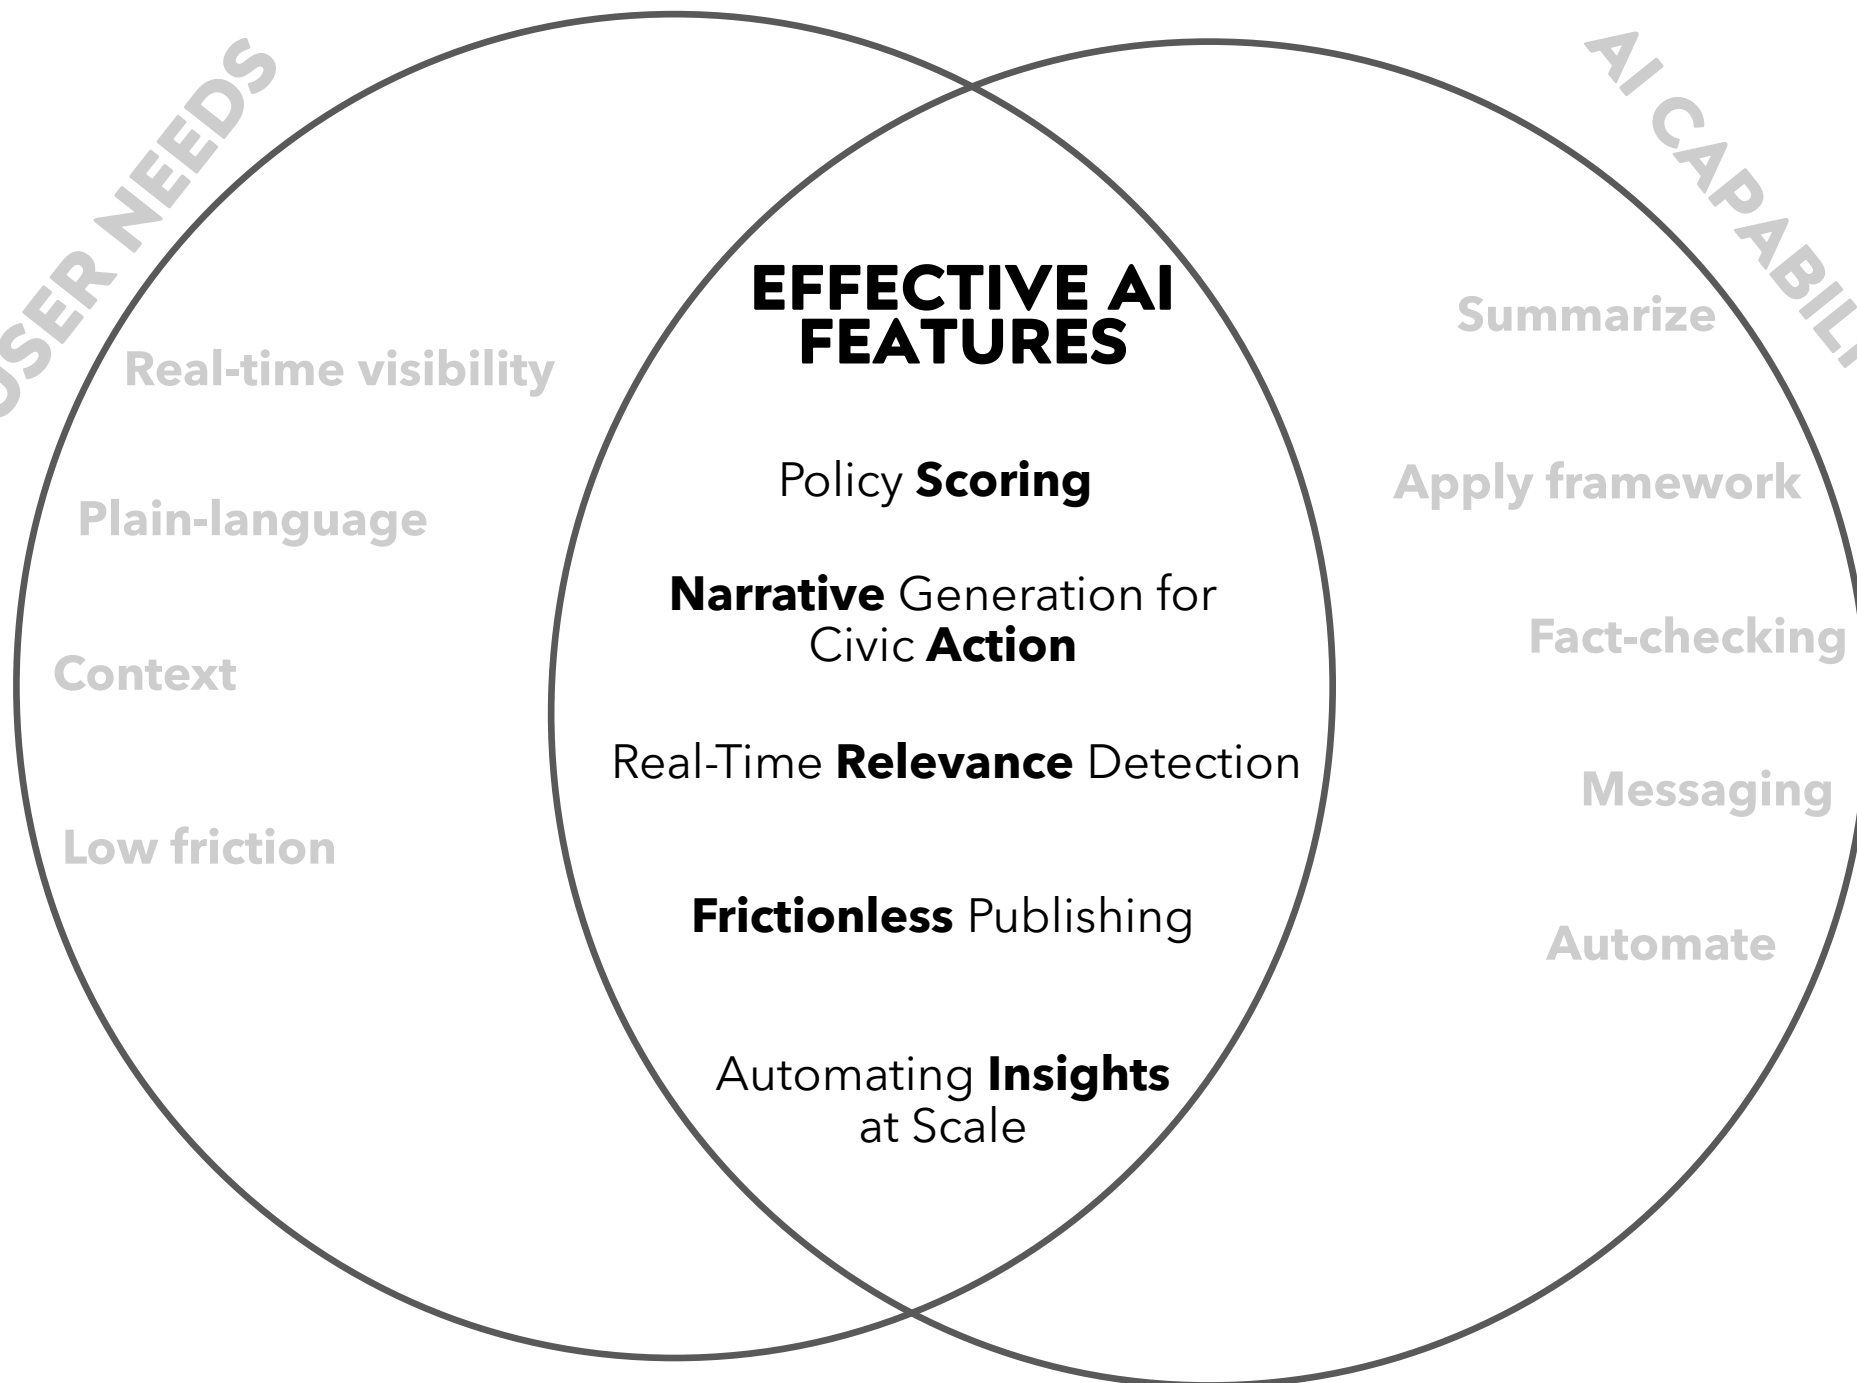 USER NEEDS
Real-time visibility
Plain-language
Context
Low friction
EFFECTIVE AI
FEATURES
Policy Scoring
Narrative Generation for
Civic Action
Real-Time Relevance Detection
Frictionless Publishing
Automating Insights
at Scale
AI CAPABILI
Summarize
Apply framework
Fact-checking
Messaging
Automate